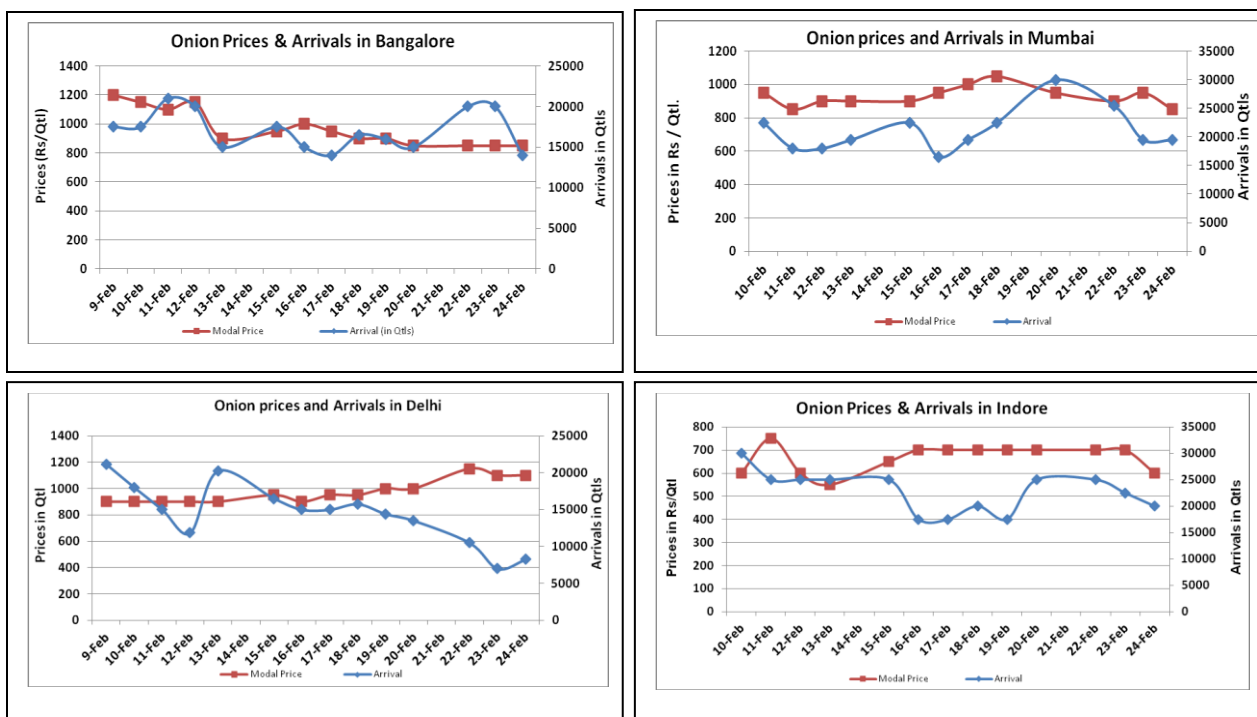 Onion Prices & Arrivals in Bangalore
Prices (Rs/Qtl)
1400
1200
1000
800
600
400
200
0
25000
20000
15000
10000
5000
0
Arrivals in Qtls
9-Feb
10-Feb
11-Feb
12-Feb
13-Feb
14-Feb
15-Feb
16-Feb
17-Feb
18-Feb
19-Feb
20-Feb
21-Feb
22-Feb
23-Feb
24-Feb
Modal Price
Arrival (in Qtls)
Onion prices and Arrivals in Mumbai
Prices in Rs / Qtl.
1200
1000
800
600
400
200
0
35000
30000
25000
20000
15000
10000
5000
0
Arrivals in Qtls
10-Feb
11-Feb
12-Feb
13-Feb
14-Feb
15-Feb
16-Feb
17-Feb
18-Feb
19-Feb
20-Feb
21-Feb
22-Feb
23-Feb
24-Feb
Modal Price
Arrival
Onion prices and Arrivals in Delhi
Prices in Qtl
1400
1200
1000
800
600
400
200
0
25000
20000
15000
10000
5000
0
Arrivals in Qtls
9-Feb
10-Feb
11-Feb
12-Feb
13-Feb
14-Feb
15-Feb
16-Feb
17-Feb
18-Feb
19-Feb
20-Feb
21-Feb
22-Feb
23-Feb
24-Feb
Modal Price
Arrival
Onion Prices & Arrivals in Indore
Prices in Rs/Qtl
800
700
600
500
400
300
200
100
0
35000
30000
25000
20000
15000
10000
5000
0
Arrivals in Qtls
10-Feb
11-Feb
12-Feb
13-Feb
14-Feb
15-Feb
16-Feb
17-Feb
18-Feb
19-Feb
20-Feb
21-Feb
22-Feb
23-Feb
24-Feb
Modal Price
Arrival